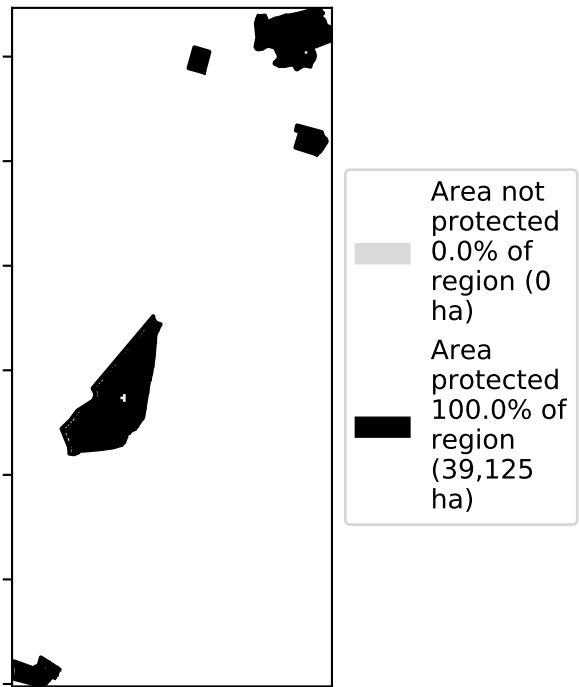 Area not
protected
0.0% of
region (0
ha)
Area
protected
100.0% of
region
(39,125
ha)